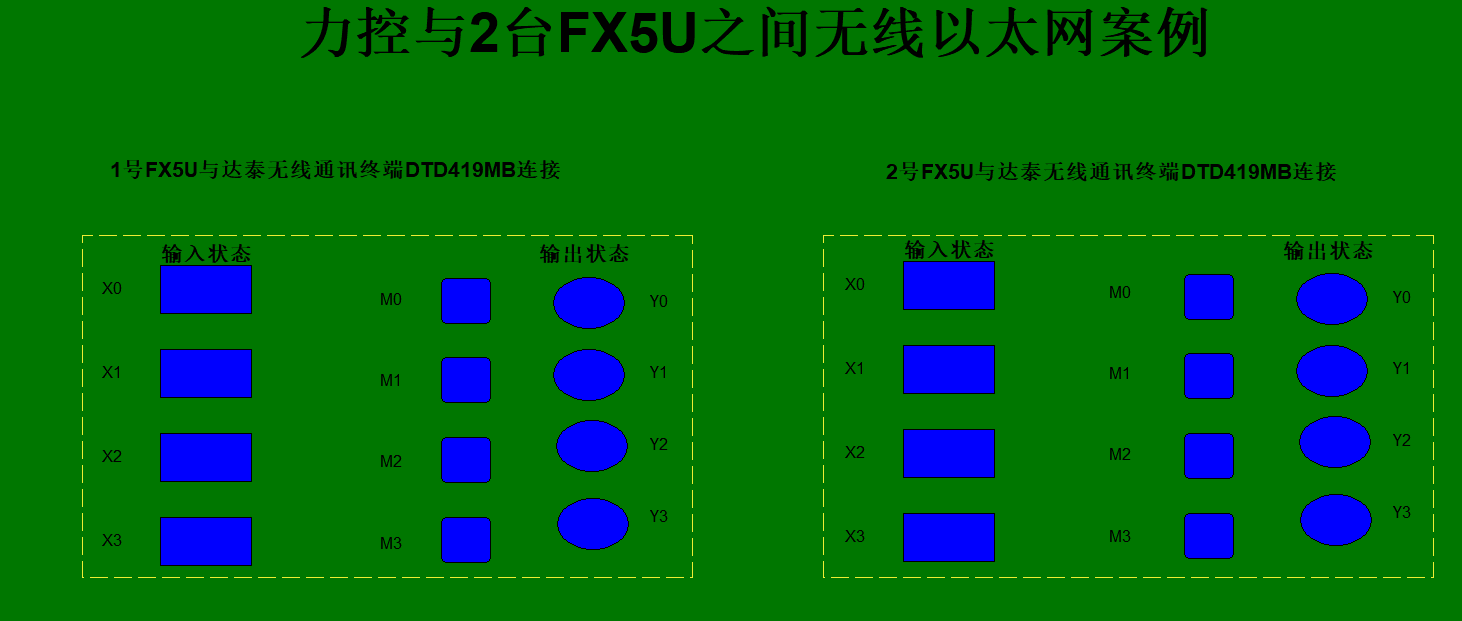 力控与2台FX5U之间无线以太网案例
1号FX5U与达泰无线通讯终端DTD419MB连接
输入状态
输出状态
X0
M0
Y0
X1
M1
Y1
X2
M2
Y2
X3
M3
Y3
2号FX5U与达泰无线通讯终端DTD419MB连接
输入状态
输出状态
X0
M0
Y0
X1
M1
Y1
X2
M2
Y2
X3
M3
Y3